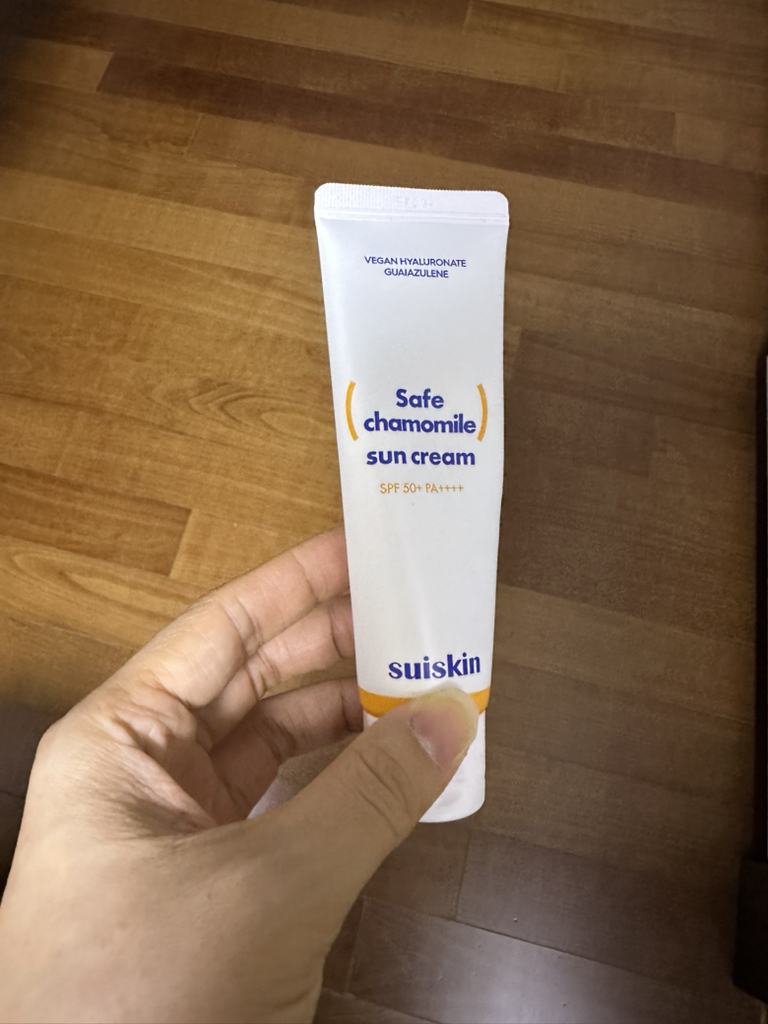 VEGAN HYALURONATE
GUAIAZULENE
Safe
chamomile
sun cream
SPF 50+ PA++++
suiskin